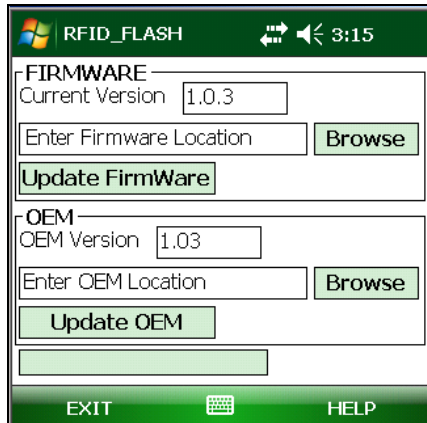 RFID_FLASH 3:15
FIRMWARE
Current Version 1.0.3
Enter Firmware Location Browse
Update FirmWare
OEM
OEM Version 1.03
Enter OEM Location Browse
Update OEM
EXIT HELP